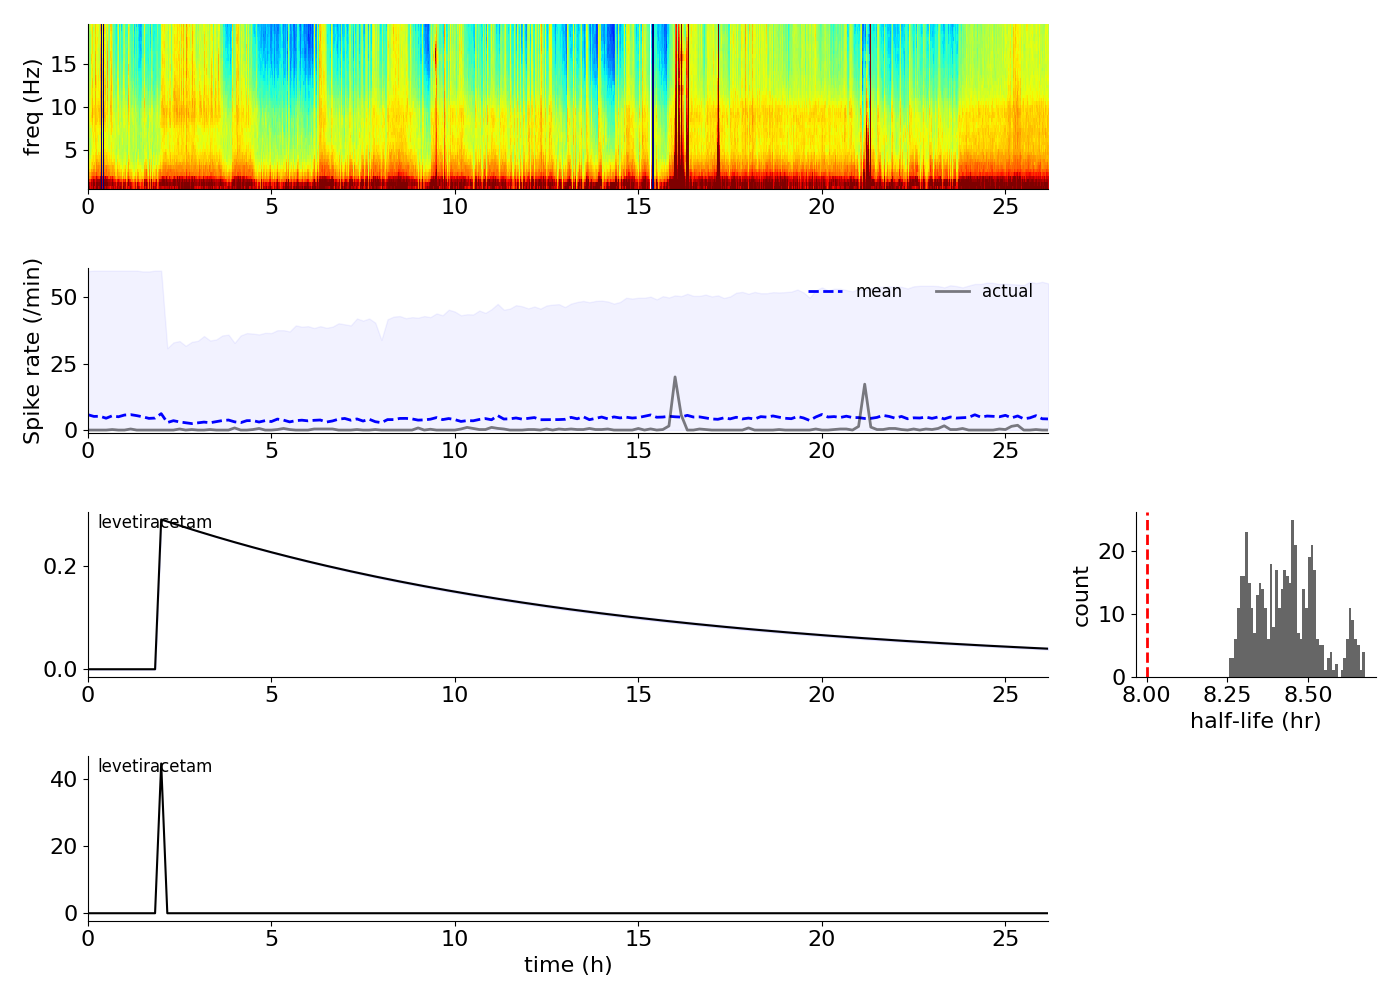 freq (Hz)
15
10
5
0 5 10 15 20 25
Spike rate (/min)
50
25
0
mean actual
0 5 10 15 20 25
levetiracetam
0.2
0.0
0 5 10 15 20 25
count
20
10
0
8.00 8.25 8.50
half-life (hr)
levetiracetam
40
20
0
0 5 10 15 20 25
time (h)